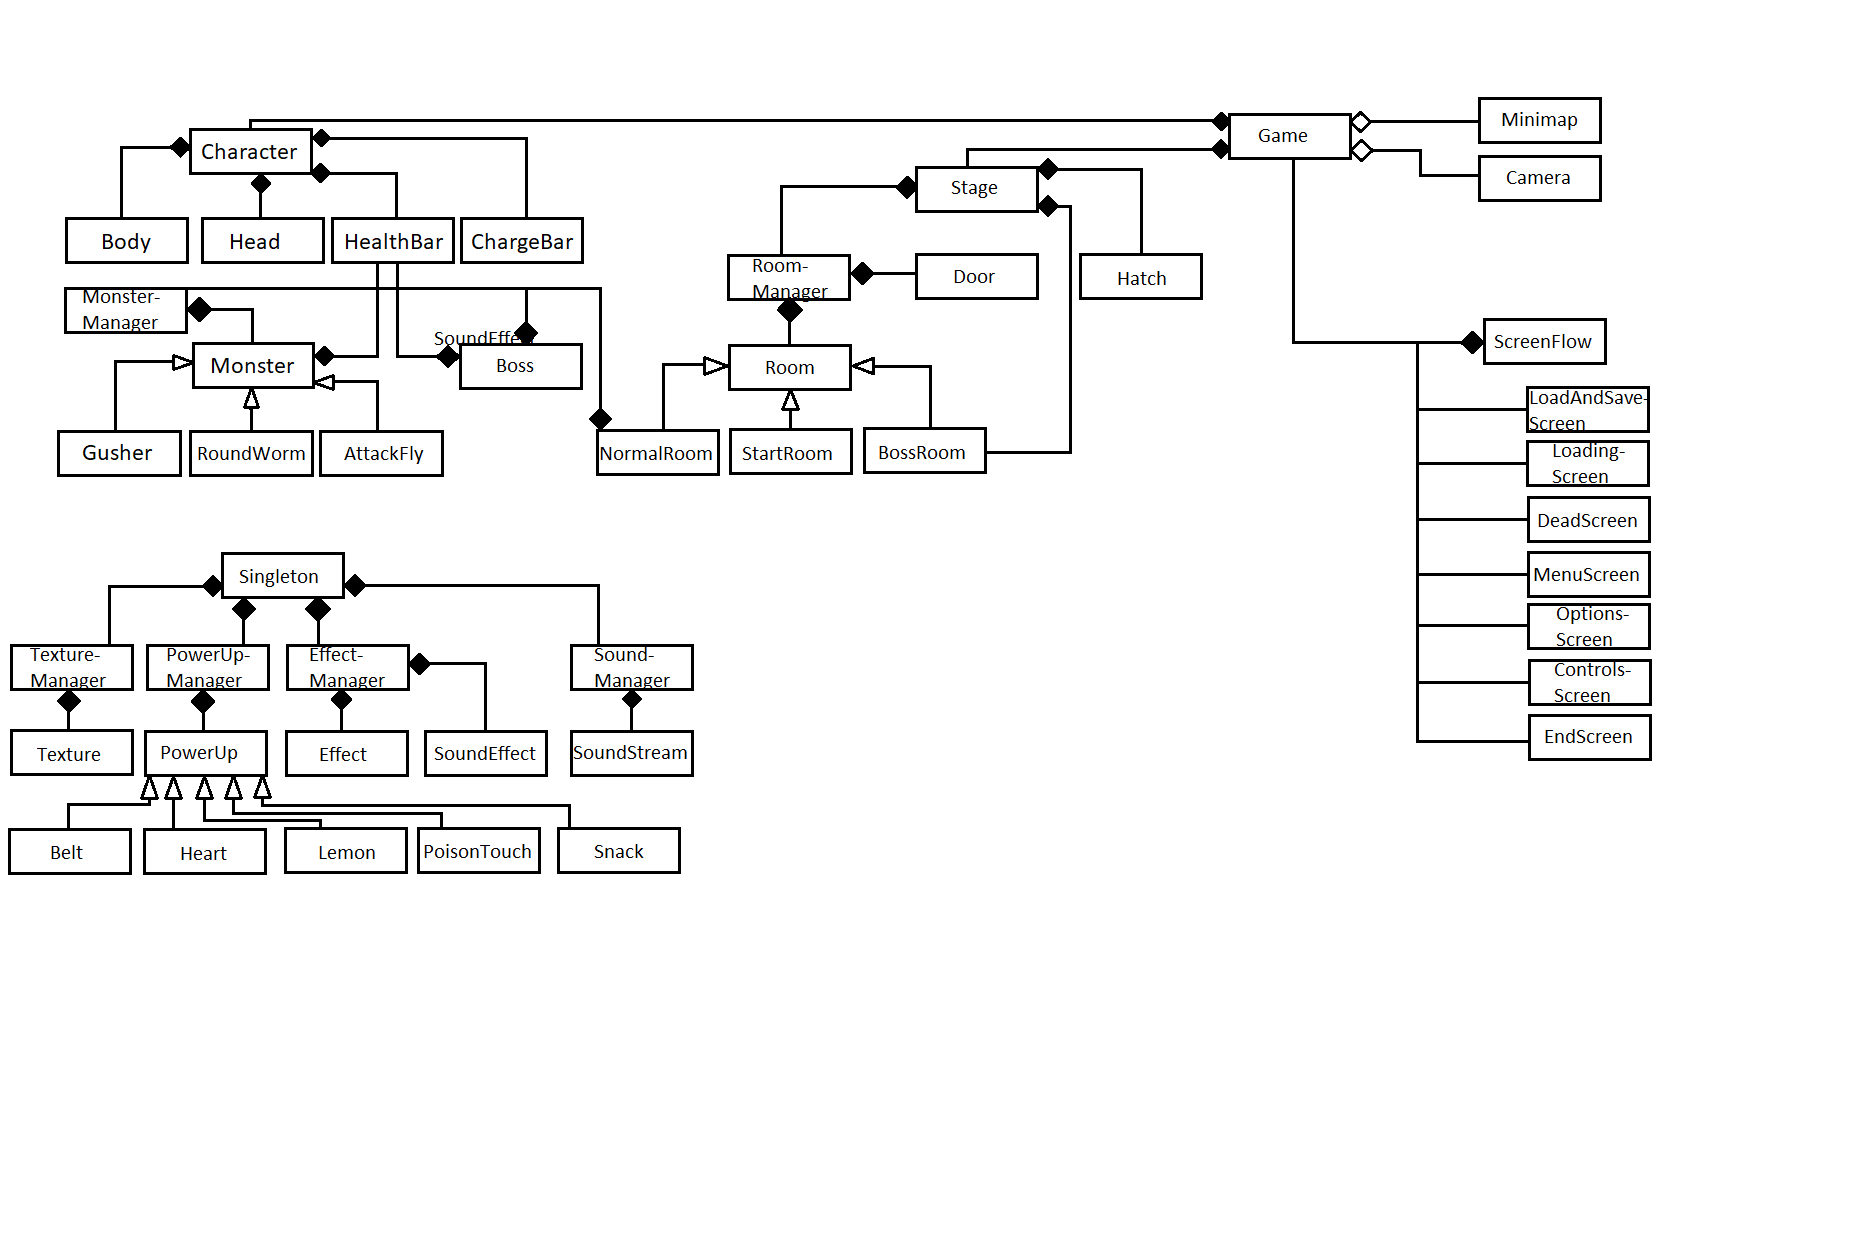 Minimap
Game
Character
Camera
Stage
Body
Head
HealthBar
ChargeBar
Room-
Manager
Door
Hatch
Monster-
Manager
SoundEffect
ScreenFlow
Monster
Boss
Room
LoadAndSave-
Screen
Gusher
RoundWorm
AttackFly
NormalRoom
StartRoom
BossRoom
Loading-
Screen
DeadScreen
Singleton
MenuScreen
Options-
Screen
Texture-
Manager
PowerUp-
Manager
Effect-
Manager
Sound-
Manager
Controls-
Screen
Texture
PowerUp
Effect
SoundEffect
SoundStream
EndScreen
Belt
Heart
Lemon
PoisonTouch
Snack